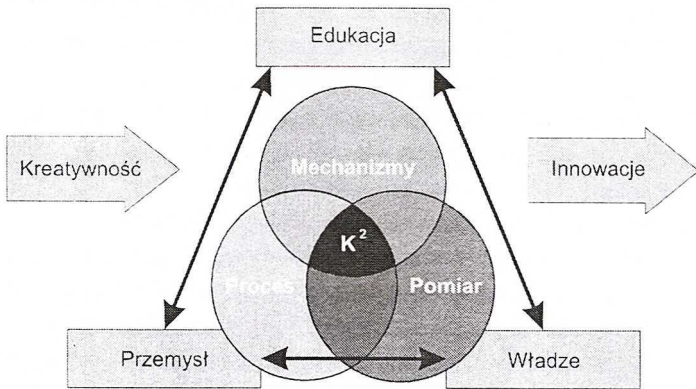 Edukacja
Mechanizmy
Kreatywność
Innowacje
K²
Proces
Pomiar
Przemysł
Władze